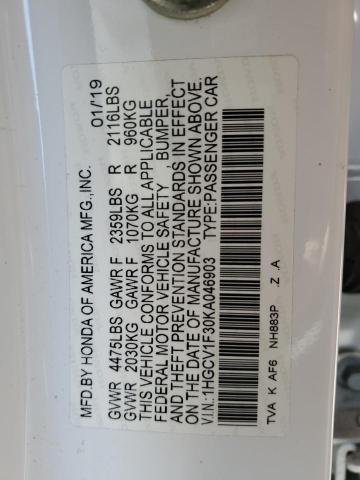 MFD.BY HONDA OF AMERICA MFG.,INC. 01/19
GVWR 4475LBS GAWR F 2359LBS R 2116LBS
GVWR 2030KG GAWR F 1070KG R 960KG
THIS VEHICLE CONFORMS TO ALL APPLICABLE
FEDERAL MOTOR VEHICLE SAFETY BUMPER,
AND THEFT PREVENTION STANDARDS IN EFFECT
ON THE DATE OF MANUFACTURE SHOWN ABOVE.
V.I.N.:1HGCV1F30KA046903 TYPE:PASSENGER CAR
TVA K AF6 NH883P .Z .A